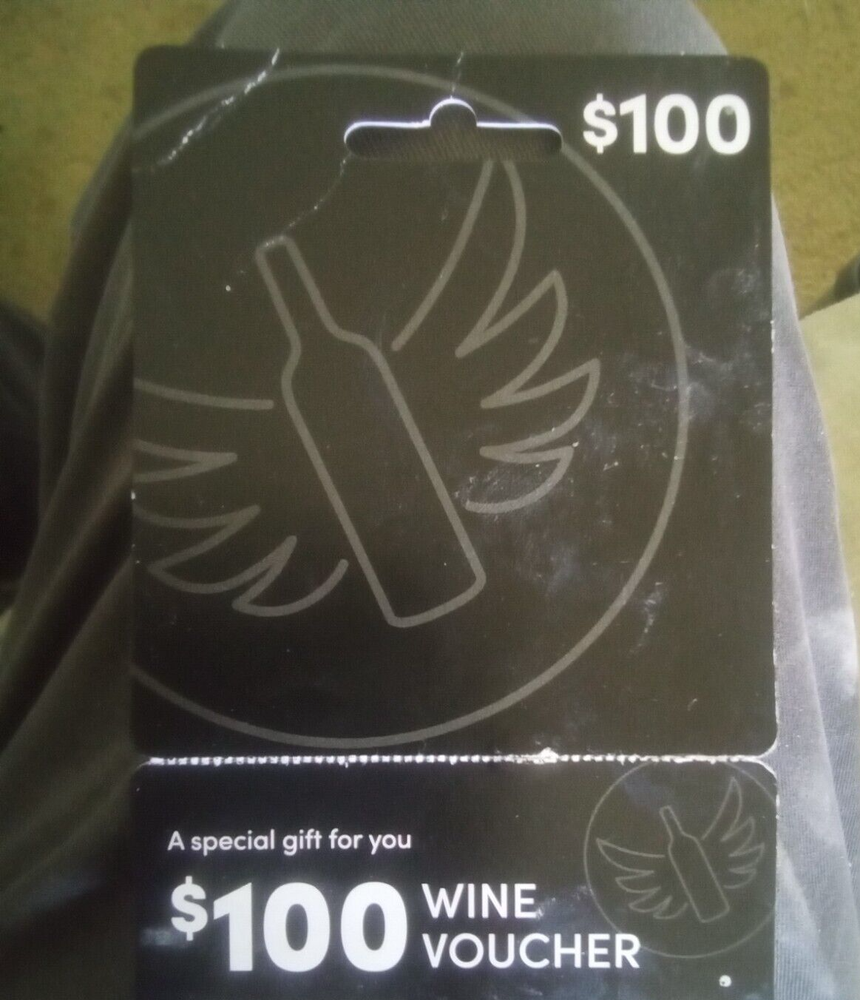 $100
A special gift for you
$100 WINE
VOUCHER